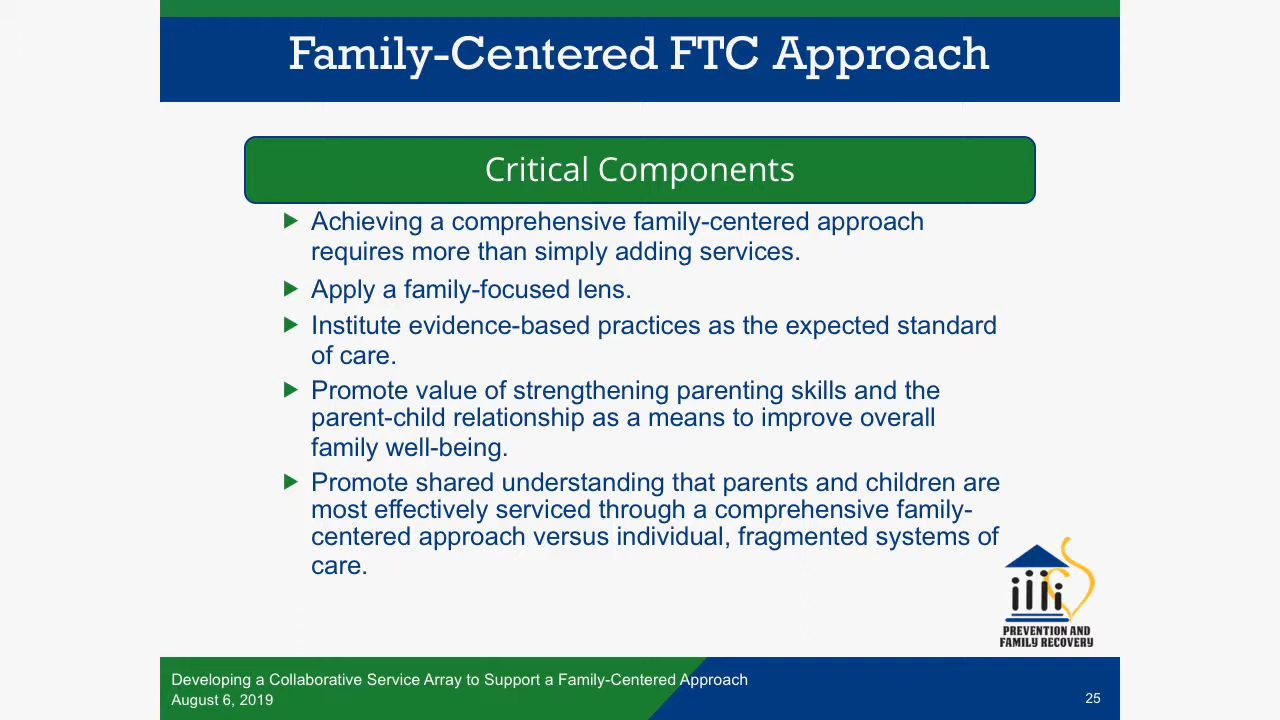 Family-Centered FTC Approach
Critical Components
Achieving a comprehensive family-centered approach
requires more than simply adding services.
Apply a family-focused lens.
Institute evidence-based practices as the expected standard
of care.
Promote value of strengthening parenting skills and the
parent-child relationship as a means to improve overall
family well-being.
Promote shared understanding that parents and children are
most effectively serviced through a comprehensive family-
centered approach versus individual, fragmented systems of
care.
PREVENTION AND
FAMILY RECOVERY
Developing a Collaborative Service Array to Support a Family-Centered Approach
August 6, 2019
25